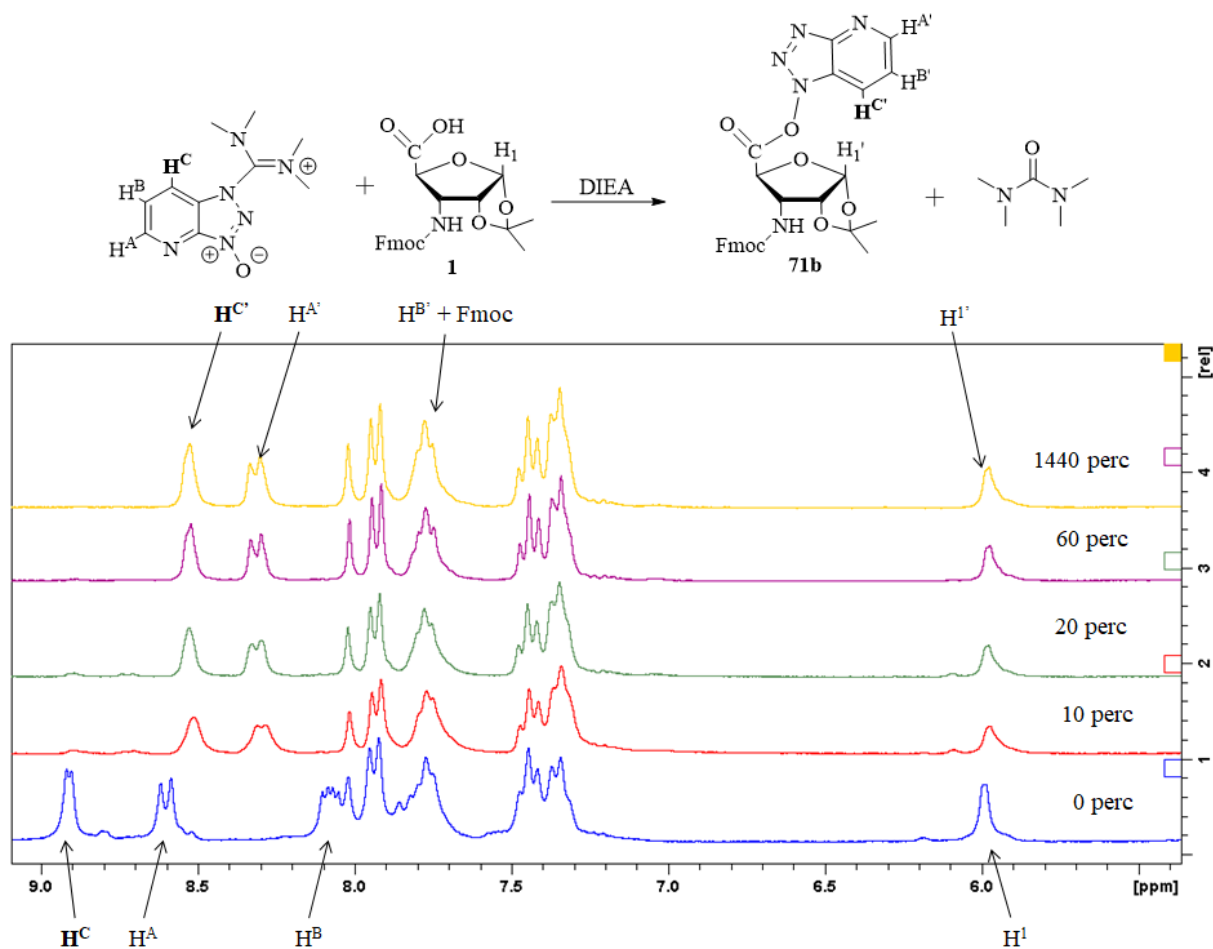 N
N
N
N
O
H^A'
H^B'
H^C'
O
C
O
O
H₁'
O
O
NH
Fmoc
71b
N
N⊕
H^C
H^B
H^A
N
N
N
N
⊕
O⊖
+
O
OH
C
O
H₁
O
O
NH
Fmoc
1
DIEA
+
O
N
N
H^C'
H^A'
H^B' + Fmoc
H^1'
[rel]
1440 perc
4
60 perc
3
20 perc
2
10 perc
1
0 perc
9.0 8.5 8.0 7.5 7.0 6.5 6.0 [ppm]
H^C
H^A
H^B
H^1